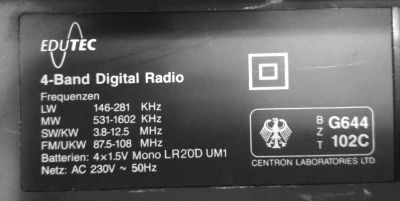 EDUTEC
4-Band Digital Radio
Frequenzen
LW 146-281 KHz
MW 531-1602 KHz
SW/KW 3.8-12.5 MHz
FM/UKW 87.5-108 MHz
Batterien: 4x1.5V Mono LR20D UM1
Netz: AC 230V ~ 50Hz
B Z T
G644
102C
CENTRON LABORATORIES LTD